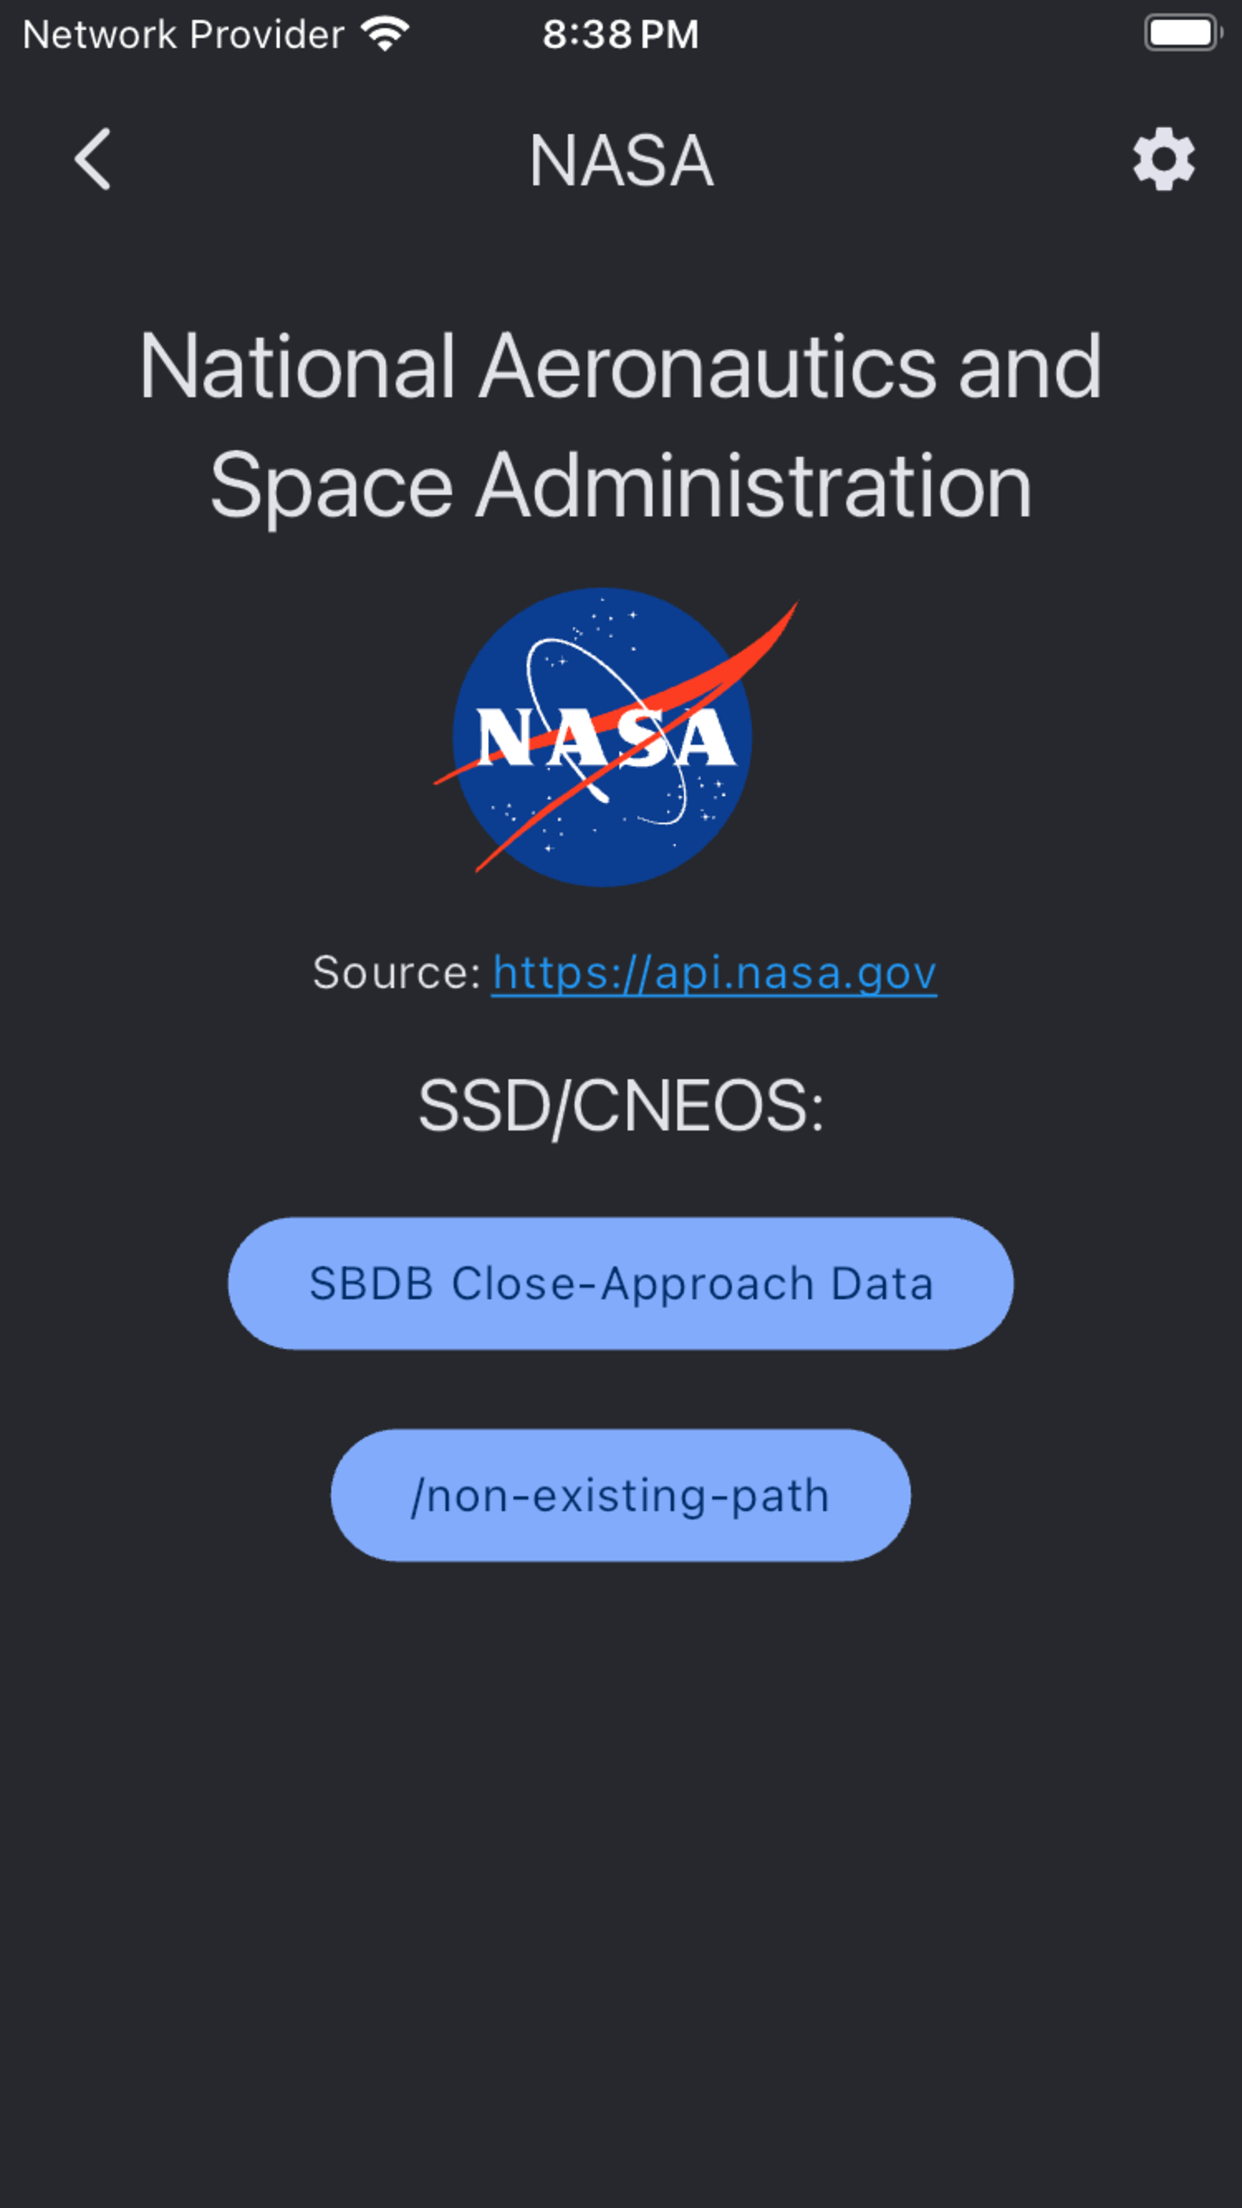 Network Provider 8:38 PM
NASA
National Aeronautics and
Space Administration
NASA
Source: https://api.nasa.gov
SSD/CNEOS:
SBDB Close-Approach Data
/non-existing-path